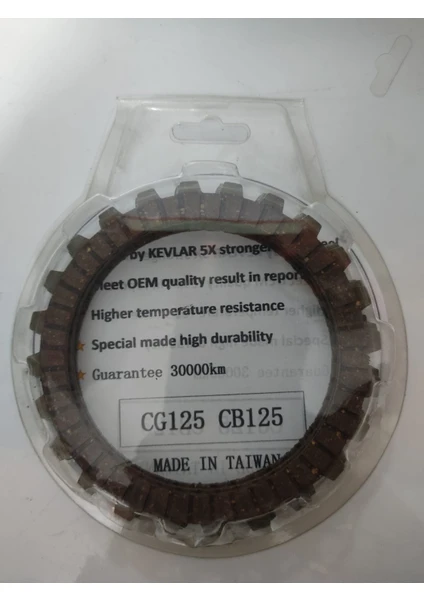 by KEVLAR 5X stronger
Meet OEM quality result in report
Higher temperature resistance
Special made high durability
Guarantee 30000km
CG125 CB125
MADE IN TAIWAN